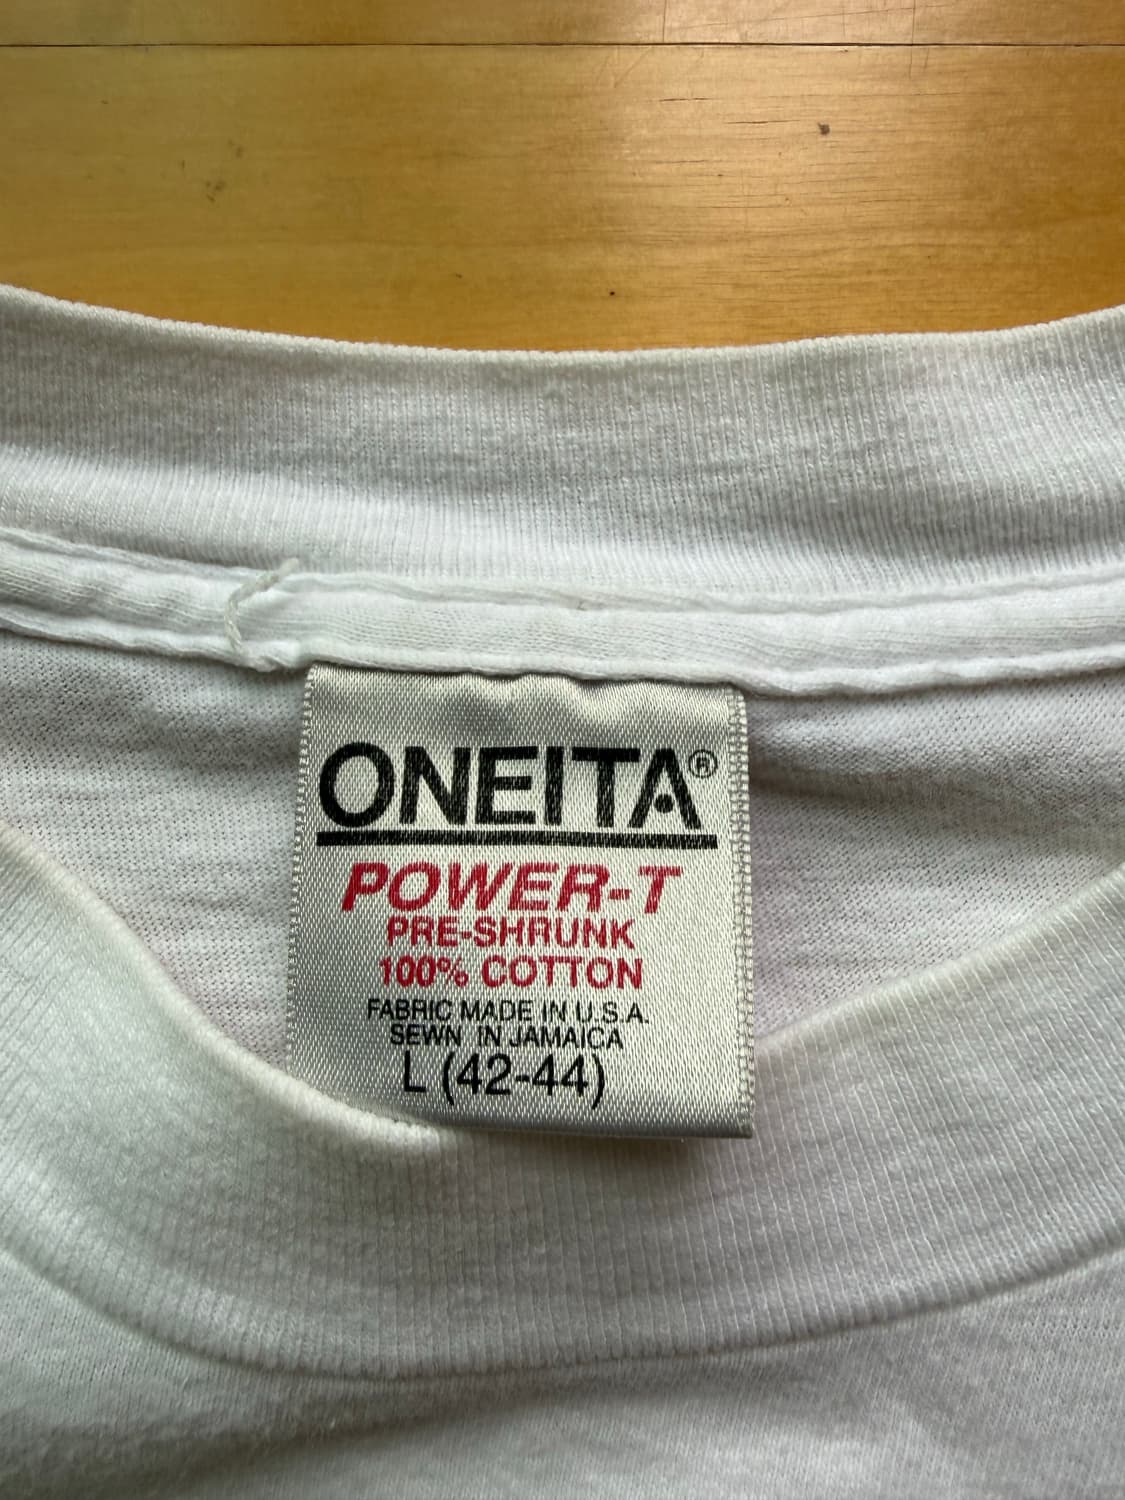 ONEITA®
POWER-T
PRE-SHRUNK
100% COTTON
FABRIC MADE IN U.S.A.
SEWN IN JAMAICA
L (42-44)